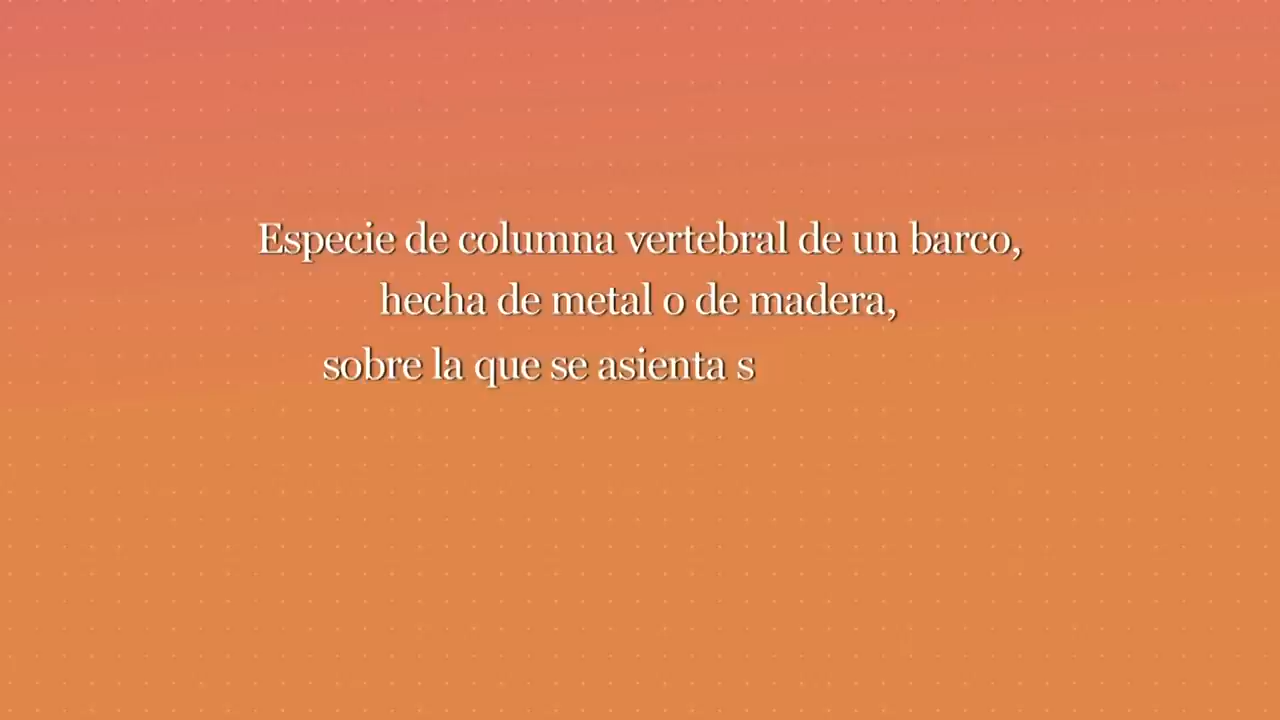 Especie de columna vertebral de un barco,
hecha de metal o de madera,
sobre la que se asienta s